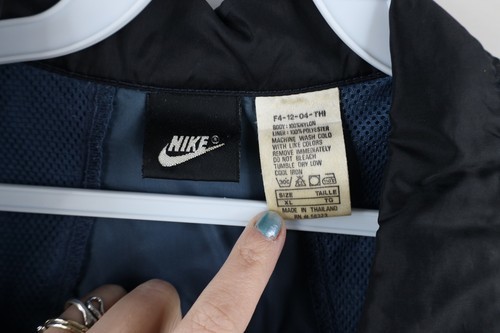 NIKE®
F4-12-04-THI
BODY: 100%NYLON
LINER: 100%POLYESTER
MACHINE WASH COLD
WITH LIKE COLORS
REMOVE IMMEDIATELY
DO NOT BLEACH
TUMBLE DRY LOW
COOL IRON
SIZE TAILLE
XL TG
MADE IN THAILAND
RN